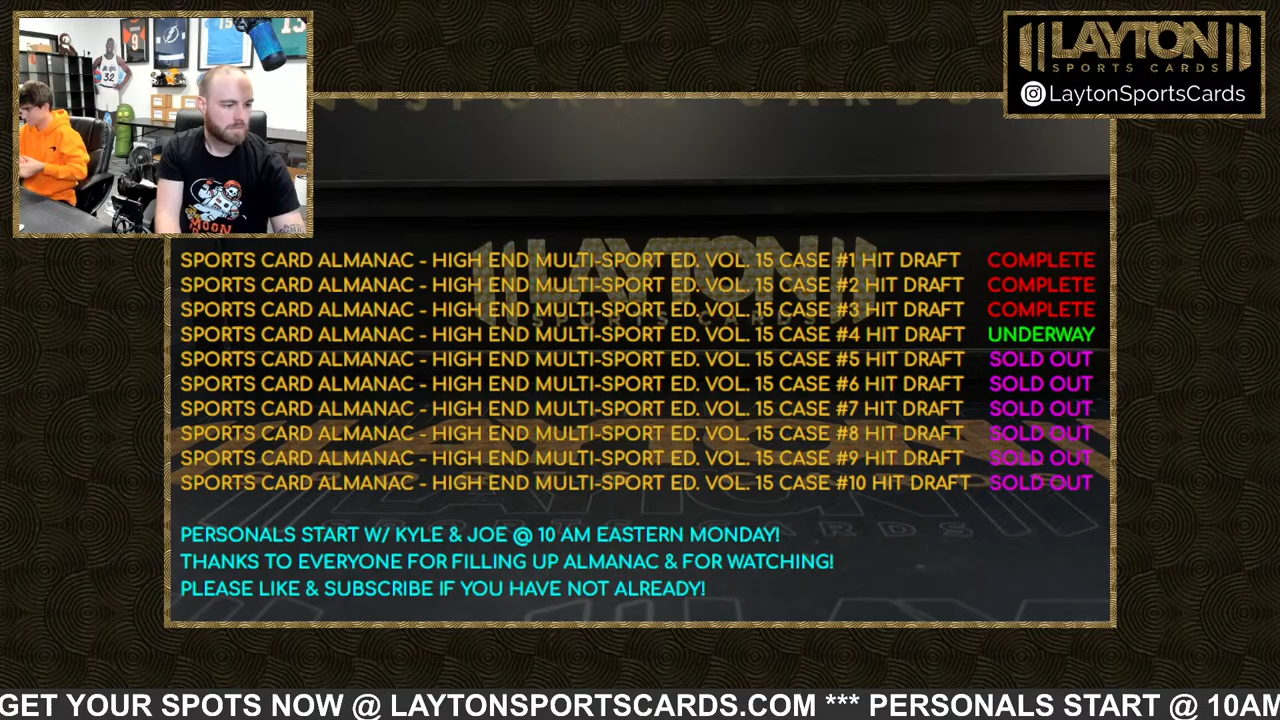 LAYTON
SPORTS CARDS
LaytonSportsCards
32
9
15
13
MOON
SPORTS CARD ALMANAC - HIGH END MULTI-SPORT ED. VOL. 15 CASE #1 HIT DRAFT COMPLETE
SPORTS CARD ALMANAC - HIGH END MULTI-SPORT ED. VOL. 15 CASE #2 HIT DRAFT COMPLETE
SPORTS CARD ALMANAC - HIGH END MULTI-SPORT ED. VOL. 15 CASE #3 HIT DRAFT COMPLETE
SPORTS CARD ALMANAC - HIGH END MULTI-SPORT ED. VOL. 15 CASE #4 HIT DRAFT UNDERWAY
SPORTS CARD ALMANAC - HIGH END MULTI-SPORT ED. VOL. 15 CASE #5 HIT DRAFT SOLD OUT
SPORTS CARD ALMANAC - HIGH END MULTI-SPORT ED. VOL. 15 CASE #6 HIT DRAFT SOLD OUT
SPORTS CARD ALMANAC - HIGH END MULTI-SPORT ED. VOL. 15 CASE #7 HIT DRAFT SOLD OUT
SPORTS CARD ALMANAC - HIGH END MULTI-SPORT ED. VOL. 15 CASE #8 HIT DRAFT SOLD OUT
SPORTS CARD ALMANAC - HIGH END MULTI-SPORT ED. VOL. 15 CASE #9 HIT DRAFT SOLD OUT
SPORTS CARD ALMANAC - HIGH END MULTI-SPORT ED. VOL. 15 CASE #10 HIT DRAFT SOLD OUT
PERSONALS START W/ KYLE & JOE @ 10 AM EASTERN MONDAY!
THANKS TO EVERYONE FOR FILLING UP ALMANAC & FOR WATCHING!
PLEASE LIKE & SUBSCRIBE IF YOU HAVE NOT ALREADY!
GET YOUR SPOTS NOW @ LAYTONSPORTSCARDS.COM *** PERSONALS START @ 10AM